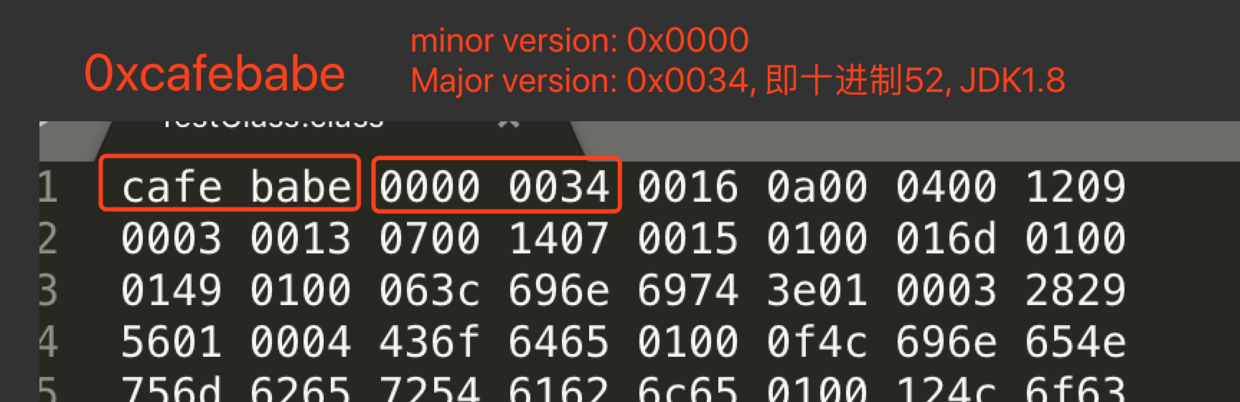 minor version: 0x0000
0xcafebabe
Major version: 0x0034, 即十进制52, JDK1.8
TestClass.class
1 cafe babe 0000 0034 0016 0a00 0400 1209
2 0003 0013 0700 1407 0015 0100 016d 0100
3 0149 0100 063c 696e 6974 3e01 0003 2829
4 5601 0004 436f 6465 0100 0f4c 696e 654e
5 756d 6265 7254 6162 6c65 0100 124c 6f63